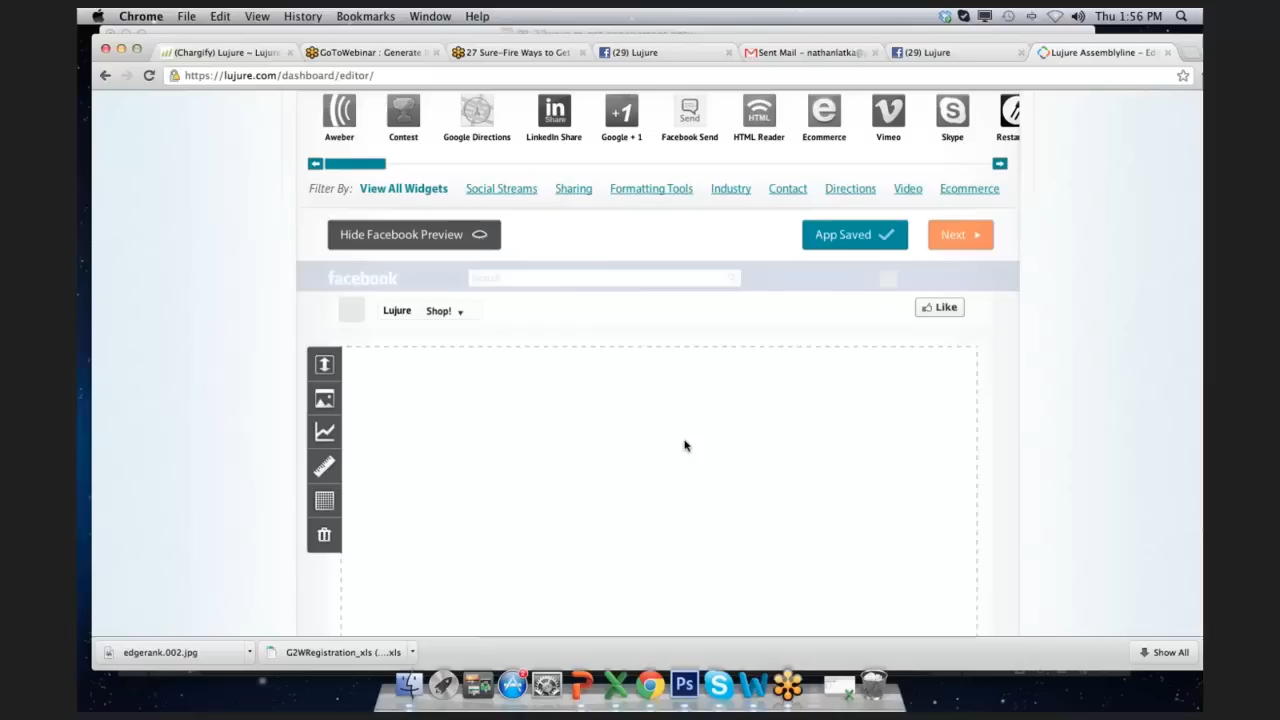 Chrome File Edit View History Bookmarks Window Help Thu 1:56 PM
(Chargify) Lujure ~ Lujure GoToWebinar : Generate 27 Sure-Fire Ways to Get (29) Lujure Sent Mail - nathanlatka@ (29) Lujure Lujure Assemblyline - Ed
https://lujure.com/dashboard/editor/
in Share +1 Send HTML e
Aweber Contest Google Directions LinkedIn Share Google + 1 Facebook Send HTML Reader Ecommerce Vimeo Skype Restau
Filter By: View All Widgets Social Streams Sharing Formatting Tools Industry Contact Directions Video Ecommerce
Hide Facebook Preview App Saved Next
facebook Search
Lujure Shop! Like
edgerank.002.jpg G2WRegistration_xls (....xls Show All
Ps